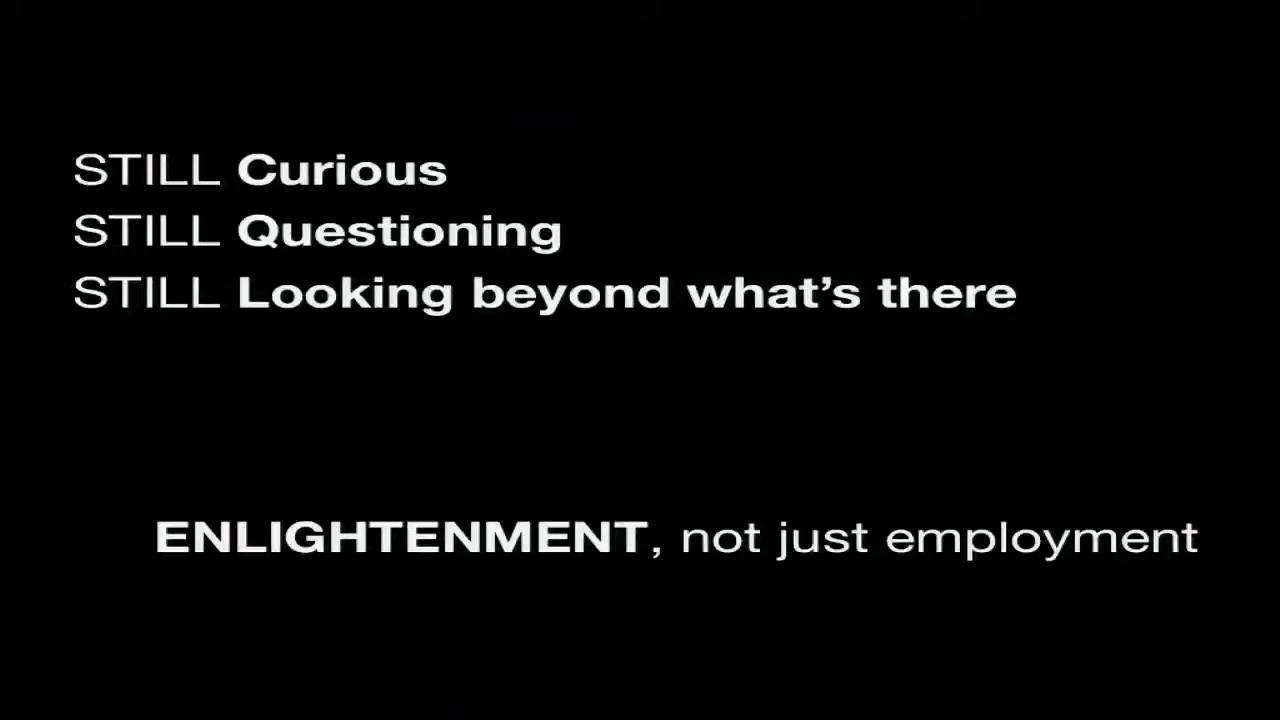 STILL Curious
STILL Questioning
STILL Looking beyond what’s there
ENLIGHTENMENT, not just employment